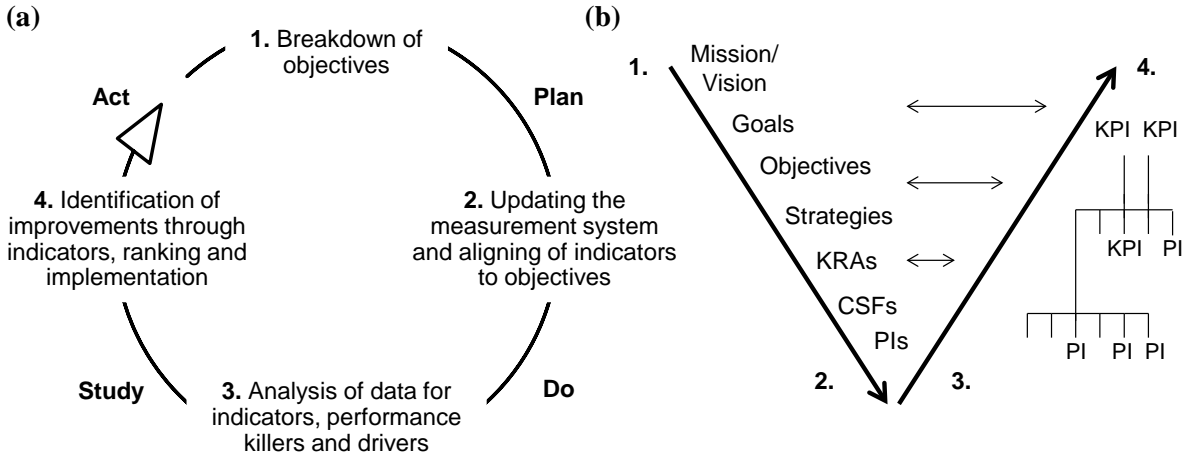 (a)
1. Breakdown of
objectives
Act
Plan
4. Identification of
improvements through
indicators, ranking and
implementation
2. Updating the
measurement system
and aligning of indicators
to objectives
Study
3. Analysis of data for
indicators, performance
killers and drivers
Do
(b)
1.
Mission/
Vision
4.
Goals
KPI KPI
Objectives
Strategies
KPI PI
KRAs
CSFs
PIs
PI PI PI
2.
3.